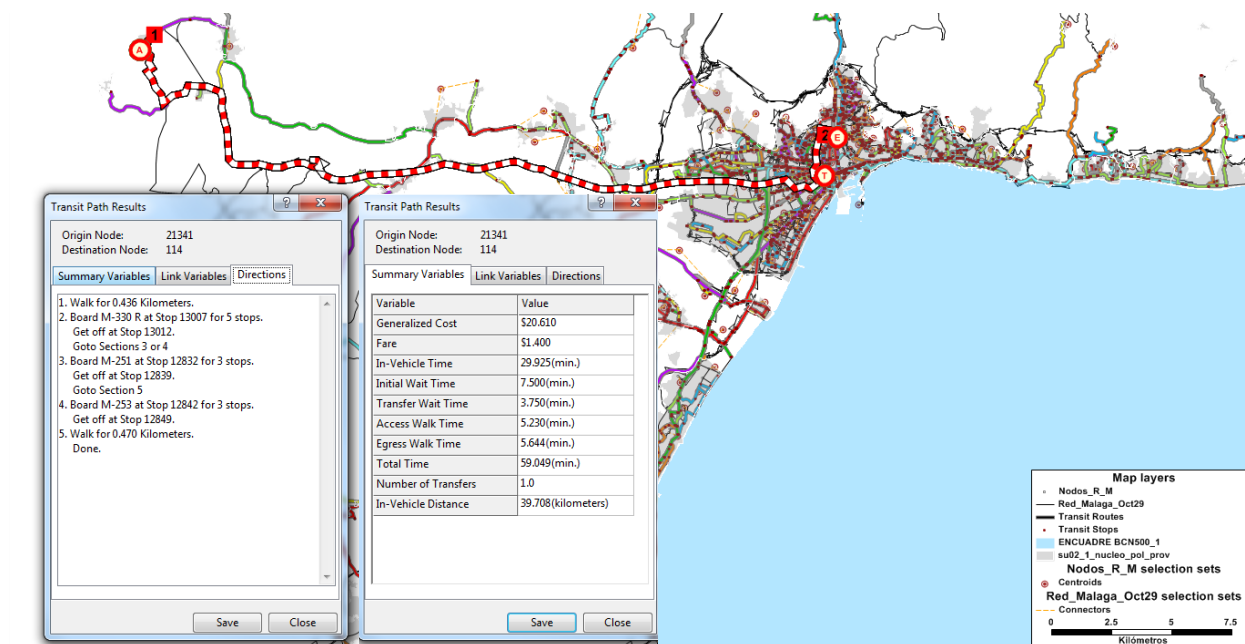 1
A
2
E
T
Transit Path Results
Origin Node: 21341
Destination Node: 114
Summary Variables Link Variables Directions
1. Walk for 0.436 Kilometers.
2. Board M-330 R at Stop 13007 for 5 stops.
Get off at Stop 13012.
Goto Sections 3 or 4
3. Board M-251 at Stop 12832 for 3 stops.
Get off at Stop 12839.
Goto Section 5
4. Board M-253 at Stop 12842 for 3 stops.
Get off at Stop 12849.
5. Walk for 0.470 Kilometers.
Done.
Save Close
Transit Path Results
Origin Node: 21341
Destination Node: 114
Summary Variables Link Variables Directions
Variable Value
Generalized Cost $20.610
Fare $1.400
In-Vehicle Time 29.925(min.)
Initial Wait Time 7.500(min.)
Transfer Wait Time 3.750(min.)
Access Walk Time 5.230(min.)
Egress Walk Time 5.644(min.)
Total Time 59.049(min.)
Number of Transfers 1.0
In-Vehicle Distance 39.708(kilometers)
Save Close
Map layers
Nodos_R_M
Red_Malaga_Oct29
Transit Routes
Transit Stops
ENCUADRE BCN500_1
su02_1_nucleo_pol_prov
Nodos_R_M selection sets
Centroids
Red_Malaga_Oct29 selection sets
Connectors
0 2.5 5 7.5
Kilómetros